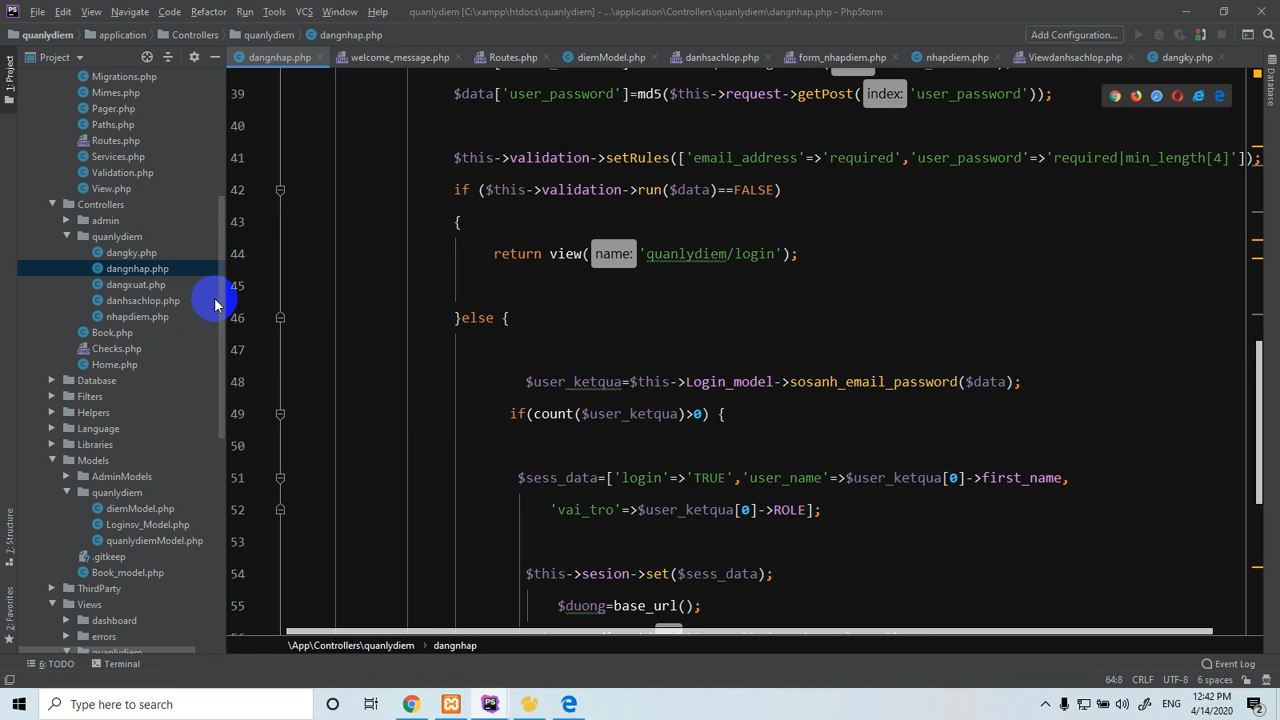 File Edit View Navigate Code Refactor Run Tools VCS Window Help quanlydiem [C:\xampp\htdocs\quanlydiem] - ...\application\Controllers\quanlydiem\dangnhap.php - PhpStorm
quanlydiem application Controllers quanlydiem dangnhap.php Add Configuration...
Project dangnhap.php welcome_message.php Routes.php diemModel.php danhsachlop.php form_nhapdiem.php nhapdiem.php Viewdanhsachlop.php dangky.php
1: Project
Database
7: Structure
2: Favorites
Migrations.php
Mimes.php
Pager.php
Paths.php
Routes.php
Services.php
Validation.php
View.php
Controllers
admin
quanlydiem
dangky.php
dangnhap.php
dangxuat.php
danhsachlop.php
nhapdiem.php
Book.php
Checks.php
Home.php
Database
Filters
Helpers
Language
Libraries
Models
AdminModels
quanlydiem
diemModel.php
Loginsv_Model.php
quanlydiemModel.php
.gitkeep
Book_model.php
ThirdParty
Views
dashboard
errors
quanlydiem
39 $data['user_password']=md5($this->request->getPost( index: 'user_password'));
40
41 $this->validation->setRules(['email_address'=>'required','user_password'=>'required|min_length[4]']);
42 if ($this->validation->run($data)==FALSE)
43 {
44 return view( name: 'quanlydiem/login');
45
46 }else {
47
48 $user_ketqua=$this->Login_model->sosanh_email_password($data);
49 if(count($user_ketqua)>0) {
50
51 $sess_data=['login'=>'TRUE','user_name'=>$user_ketqua[0]->first_name,
52 'vai_tro'=>$user_ketqua[0]->ROLE];
53
54 $this->sesion->set($sess_data);
55 $duong=base_url();
\App\Controllers\quanlydiem dangnhap
6: TODO Terminal Event Log
64:8 CRLF UTF-8 6 spaces
Type here to search
ENG
12:42 PM
4/14/2020
2